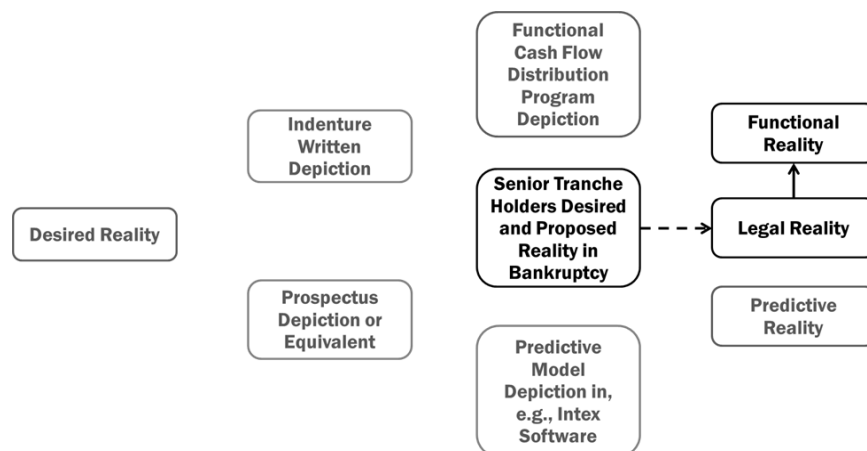 Desired Reality
Indenture
Written
Depiction
Prospectus
Depiction or
Equivalent
Functional
Cash Flow
Distribution
Program
Depiction
Senior Tranche
Holders Desired
and Proposed
Reality in
Bankruptcy
Predictive
Model
Depiction in,
e.g., Intex
Software
Functional
Reality
Legal Reality
Predictive
Reality